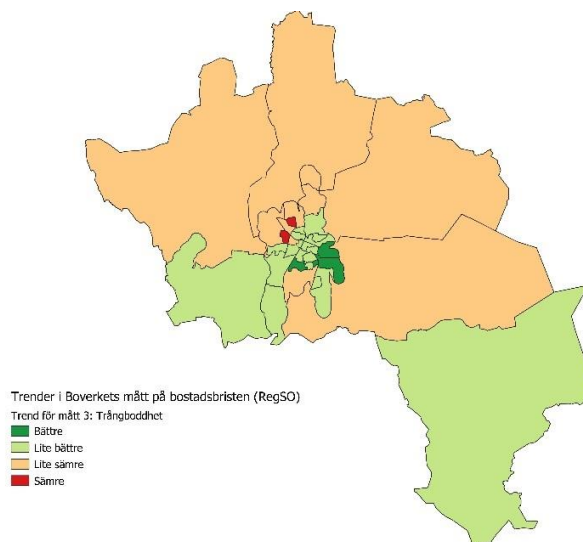 Trender i Boverkets mått på bostadsbristen (RegSO)
Trend för mått 3: Trångboddhet
Bättre
Lite bättre
Lite sämre
Sämre